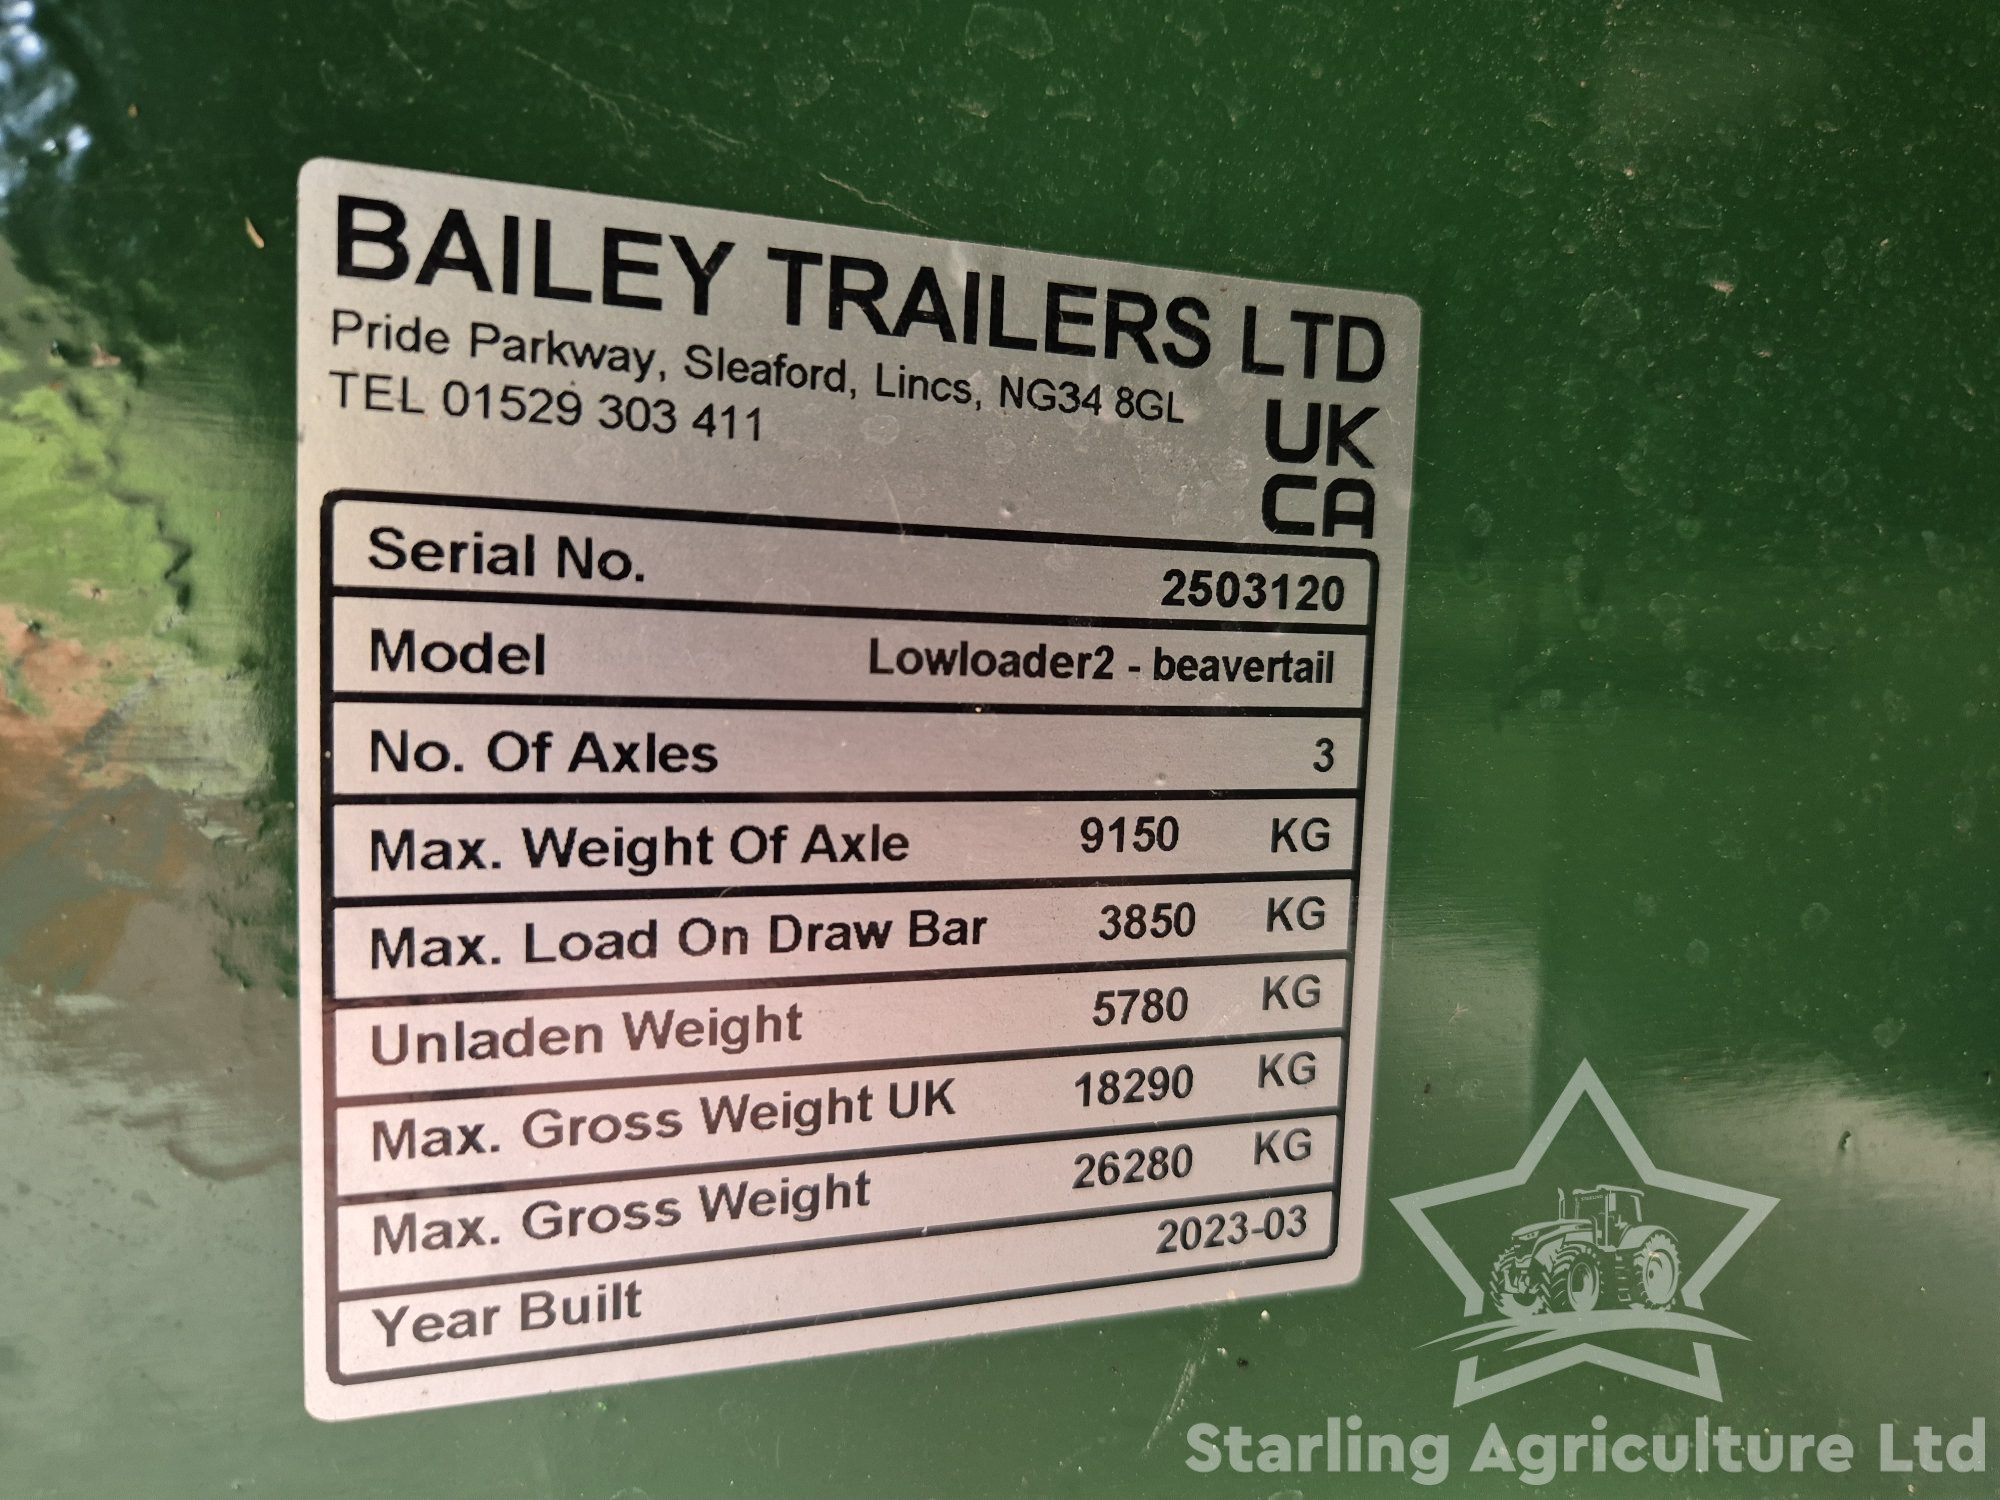 BAILEY TRAILERS LTD
Pride Parkway, Sleaford, Lincs, NG34 8GL
TEL 01529 303 411
UK
CA
Serial No. 2503120
Model Lowloader2 - beavertail
No. Of Axles 3
Max. Weight Of Axle 9150 KG
Max. Load On Draw Bar 3850 KG
Unladen Weight 5780 KG
Max. Gross Weight UK 18290 KG
Max. Gross Weight 26280 KG
Year Built 2023-03
Starling Agriculture Ltd